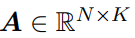 𝑨 ∈ ℝ^{N×K}